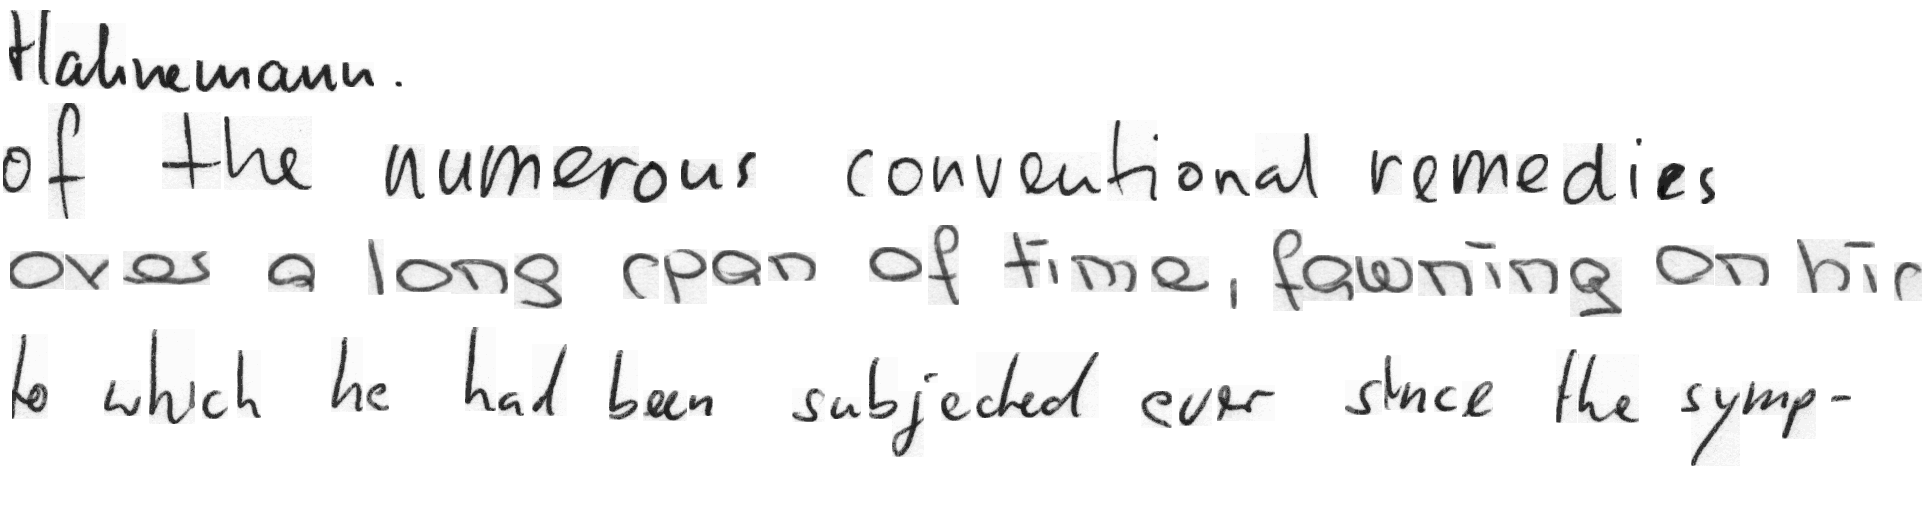 Hahnemann.
of the numerous conventional remedies
over a long span of time, fawning on his
to which he had been subjected ever since the symp-